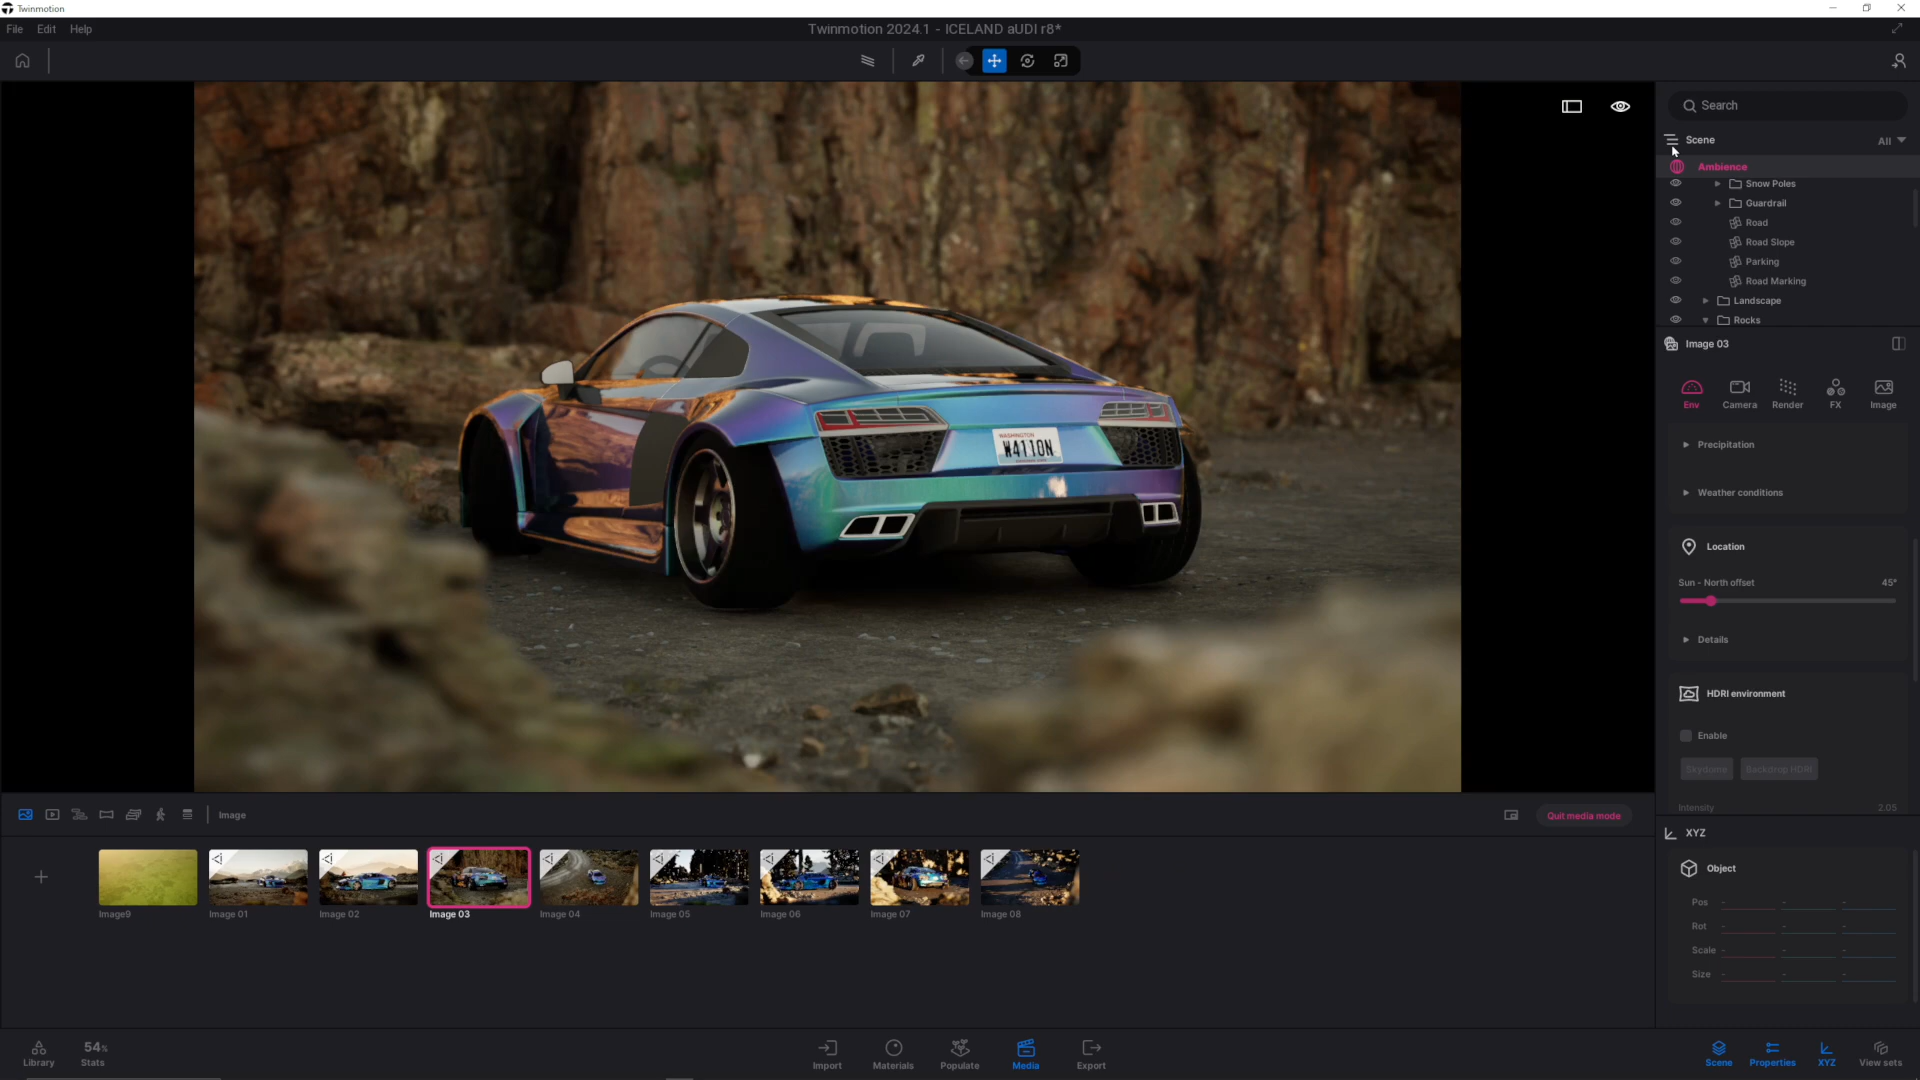 Twinmotion
File Edit Help
Twinmotion 2024.1 - ICELAND aUDI r8*
Search
Scene All
Ambience
Snow Poles
Guardrail
Road
Road Slope
Parking
Road Marking
Landscape
Rocks
Image 03
Env Camera Render FX Image
Precipitation
Weather conditions
Location
Sun - North offset 45°
Details
HDRI environment
Enable
Skydome Backdrop HDRI
Intensity 2.05
WASHINGTON
W4110N
Image
Quit media mode
Image9 Image 01 Image 02 Image 03 Image 04 Image 05 Image 06 Image 07 Image 08
XYZ
Object
Pos - - -
Rot - - -
Scale - - -
Size - - -
Library
54%
Stats
Import Materials Populate Media Export
Scene Properties XYZ View sets